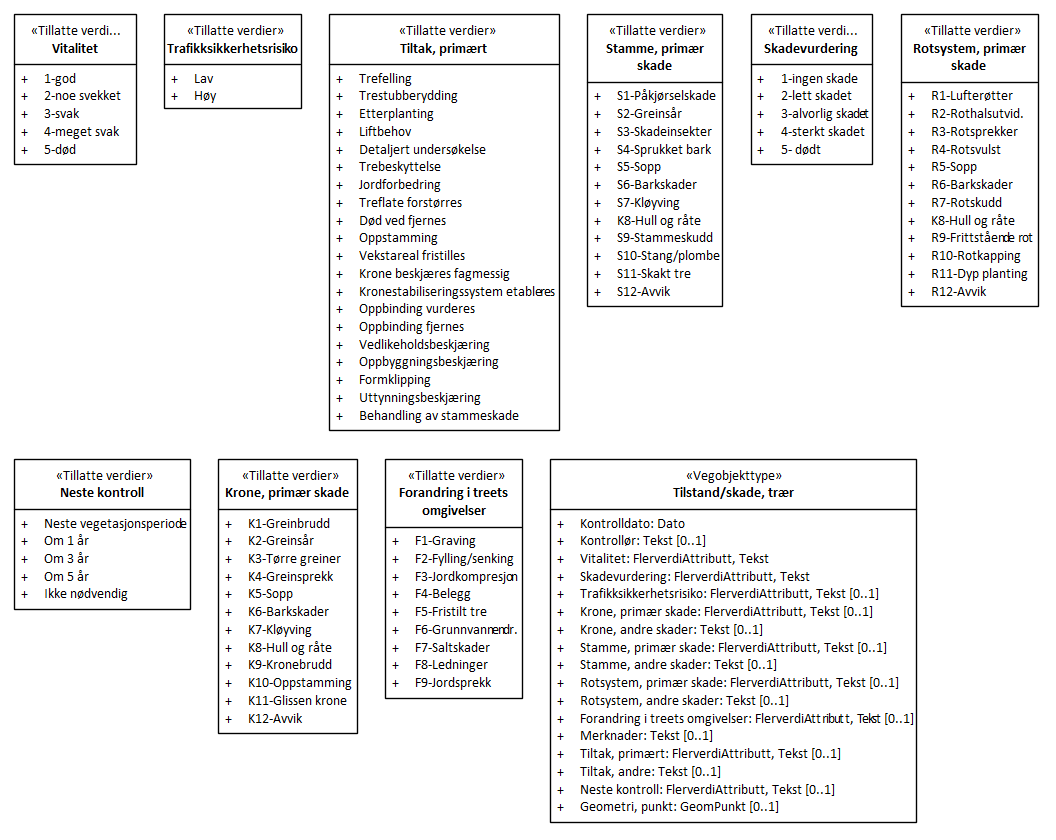 «Tillatte verdi...
Vitalitet
+ 1-god
+ 2-noe svekket
+ 3-svak
+ 4-meget svak
+ 5-død
«Tillatte verdier»
Trafikksikkerhetsrisiko
+ Lav
+ Høy
«Tillatte verdier»
Tiltak, primært
+ Trefelling
+ Trestubberydding
+ Etterplanting
+ Liftbehov
+ Detaljert undersøkelse
+ Trebeskyttelse
+ Jordforbedring
+ Treflate forstørres
+ Død ved fjernes
+ Oppstamming
+ Vekstareal fristilles
+ Krone beskjæres fagmessig
+ Kronestabiliseringssystem etableres
+ Oppbinding vurderes
+ Oppbinding fjernes
+ Vedlikeholdsbeskjæring
+ Oppbyggningsbeskjæring
+ Formklipping
+ Uttynningsbeskjæring
+ Behandling av stammeskade
«Tillatte verdier»
Stamme, primær
skade
+ S1-Påkjørselskade
+ S2-Greinsår
+ S3-Skadeinsekter
+ S4-Sprukket bark
+ S5-Sopp
+ S6-Barkskader
+ S7-Kløyving
+ K8-Hull og råte
+ S9-Stammeskudd
+ S10-Stang/plombe
+ S11-Skakt tre
+ S12-Avvik
«Tillatte verdi...
Skadevurdering
+ 1-ingen skade
+ 2-lett skadet
+ 3-alvorlig skadet
+ 4-sterkt skadet
+ 5- dødt
«Tillatte verdier»
Rotsystem, primær
skade
+ R1-Lufterøtter
+ R2-Rothalsutvid.
+ R3-Rotsprekker
+ R4-Rotsvulst
+ R5-Sopp
+ R6-Barkskader
+ R7-Rotskudd
+ K8-Hull og råte
+ R9-Frittstående rot
+ R10-Rotkapping
+ R11-Dyp planting
+ R12-Avvik
«Tillatte verdier»
Neste kontroll
+ Neste vegetasjonsperiode
+ Om 1 år
+ Om 3 år
+ Om 5 år
+ Ikke nødvendig
«Tillatte verdier»
Krone, primær skade
+ K1-Greinbrudd
+ K2-Greinsår
+ K3-Tørre greiner
+ K4-Greinsprekk
+ K5-Sopp
+ K6-Barkskader
+ K7-Kløyving
+ K8-Hull og råte
+ K9-Kronebrudd
+ K10-Oppstamming
+ K11-Glissen krone
+ K12-Avvik
«Tillatte verdier»
Forandring i treets
omgivelser
+ F1-Graving
+ F2-Fylling/senking
+ F3-Jordkompresjon
+ F4-Belegg
+ F5-Fristilt tre
+ F6-Grunnvannendr.
+ F7-Saltskader
+ F8-Ledninger
+ F9-Jordsprekk
«Vegobjekttype»
Tilstand/skade, trær
+ Kontrolldato: Dato
+ Kontrollør: Tekst [0..1]
+ Vitalitet: FlerverdiAttributt, Tekst
+ Skadevurdering: FlerverdiAttributt, Tekst
+ Trafikksikkerhetsrisiko: FlerverdiAttributt, Tekst [0..1]
+ Krone, primær skade: FlerverdiAttributt, Tekst [0..1]
+ Krone, andre skader: Tekst [0..1]
+ Stamme, primær skade: FlerverdiAttributt, Tekst [0..1]
+ Stamme, andre skader: Tekst [0..1]
+ Rotsystem, primær skade: FlerverdiAttributt, Tekst [0..1]
+ Rotsystem, andre skader: Tekst [0..1]
+ Forandring i treets omgivelser: FlerverdiAttributt, Tekst [0..1]
+ Merknader: Tekst [0..1]
+ Tiltak, primært: FlerverdiAttributt, Tekst [0..1]
+ Tiltak, andre: Tekst [0..1]
+ Neste kontroll: FlerverdiAttributt, Tekst [0..1]
+ Geometri, punkt: GeomPunkt [0..1]